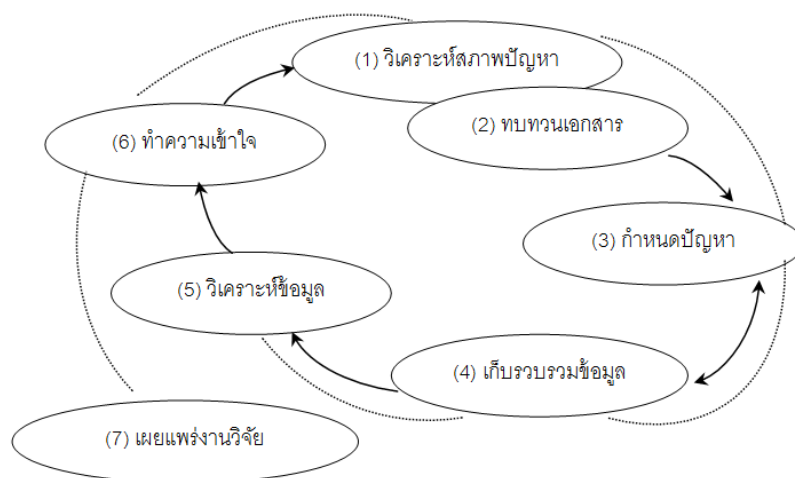 (1) วิเคราะห์สภาพปัญหา
(2) ทบทวนเอกสาร
(3) กำหนดปัญหา
(4) เก็บรวบรวมข้อมูล
(5) วิเคราะห์ข้อมูล
(6) ทำความเข้าใจ
(7) เผยแพร่งานวิจัย